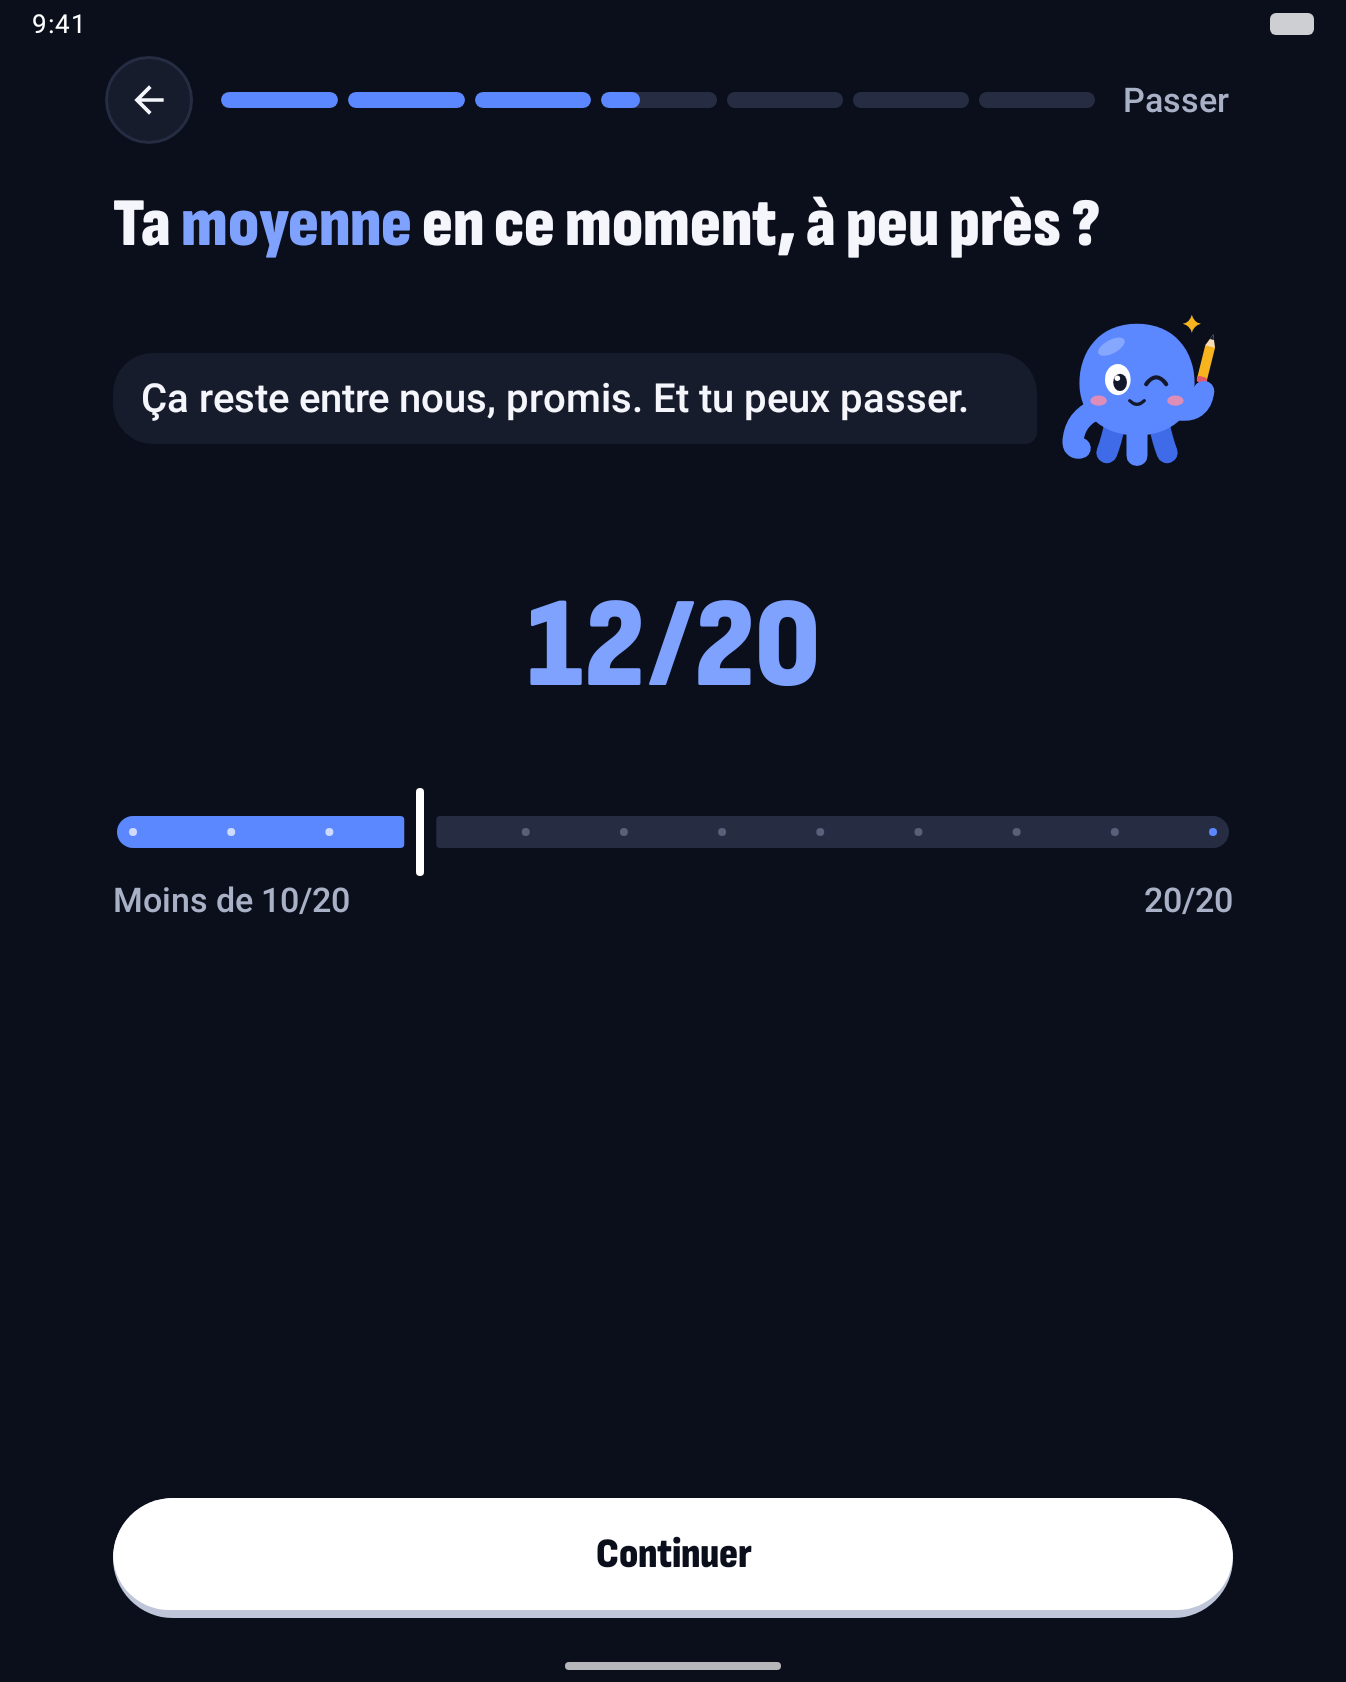 9:41
Passer
Ta moyenne en ce moment, à peu près ?
Ça reste entre nous, promis. Et tu peux passer.
12/20
Moins de 10/20
20/20
Continuer